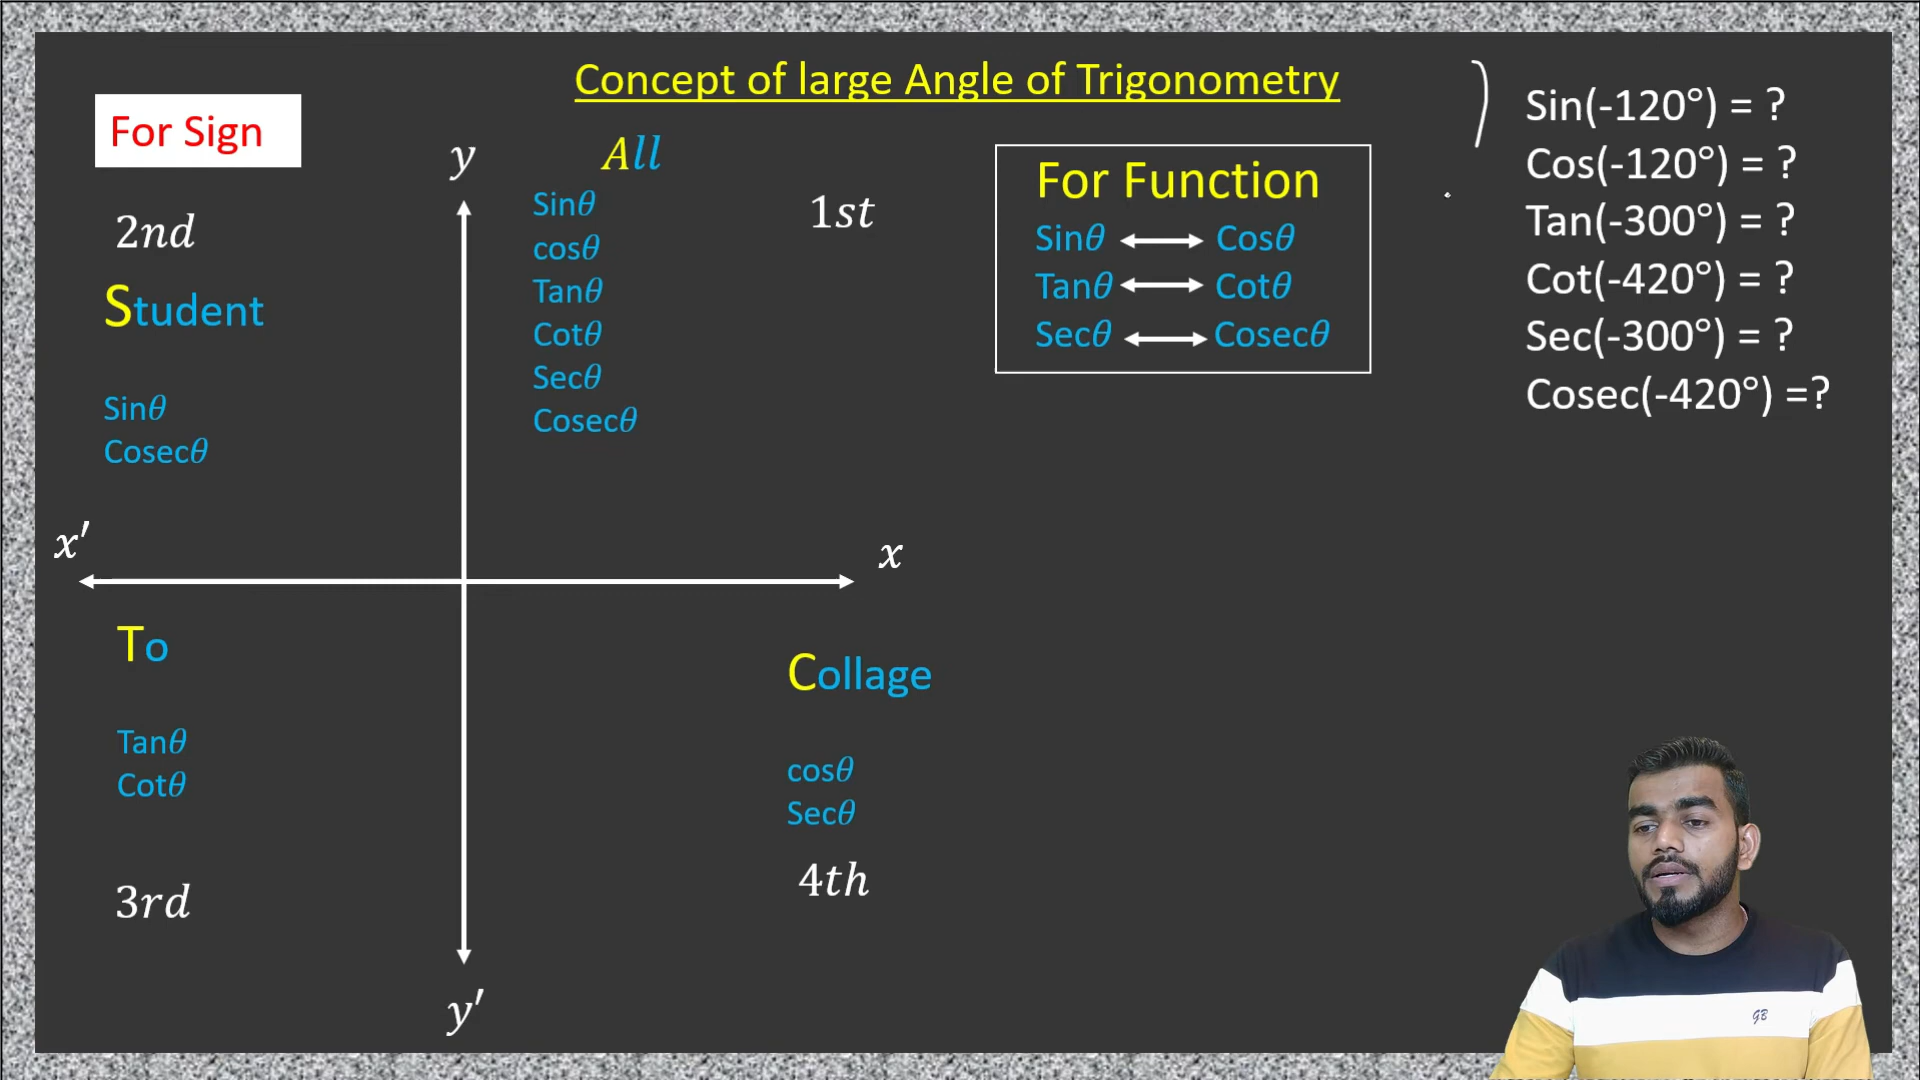 Concept of large Angle of Trigonometry
For Sign
y
All
1st
2nd
Student
Sinθ
Cosecθ
Sinθ
cosθ
Tanθ
Cotθ
Secθ
Cosecθ
For Function
Sinθ ↔ Cosθ
Tanθ ↔ Cotθ
Secθ ↔ Cosecθ
Sin(-120°) = ?
Cos(-120°) = ?
Tan(-300°) = ?
Cot(-420°) = ?
Sec(-300°) = ?
Cosec(-420°) =?
x'
x
To
Tanθ
Cotθ
3rd
Collage
cosθ
Secθ
4th
y'
GB